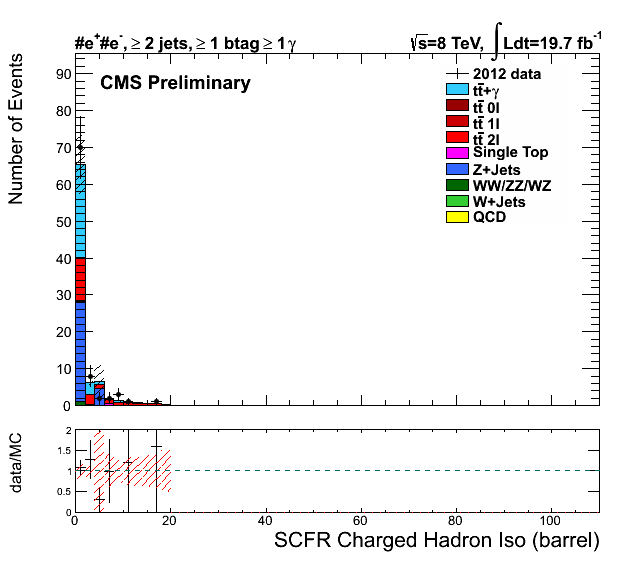 #e⁺#e⁻, ≥ 2 jets, ≥ 1 btag ≥ 1 γ
√s=8 TeV, ∫ Ldt=19.7 fb⁻¹
CMS Preliminary
2012 data
tt̄+γ
tt̄ 0l
tt̄ 1l
tt̄ 2l
Single Top
Z+Jets
WW/ZZ/WZ
W+Jets
QCD
Number of Events
90
80
70
60
50
40
30
20
10
0
data/MC
2
1.5
1
0.5
0
0 20 40 60 80 100
SCFR Charged Hadron Iso (barrel)